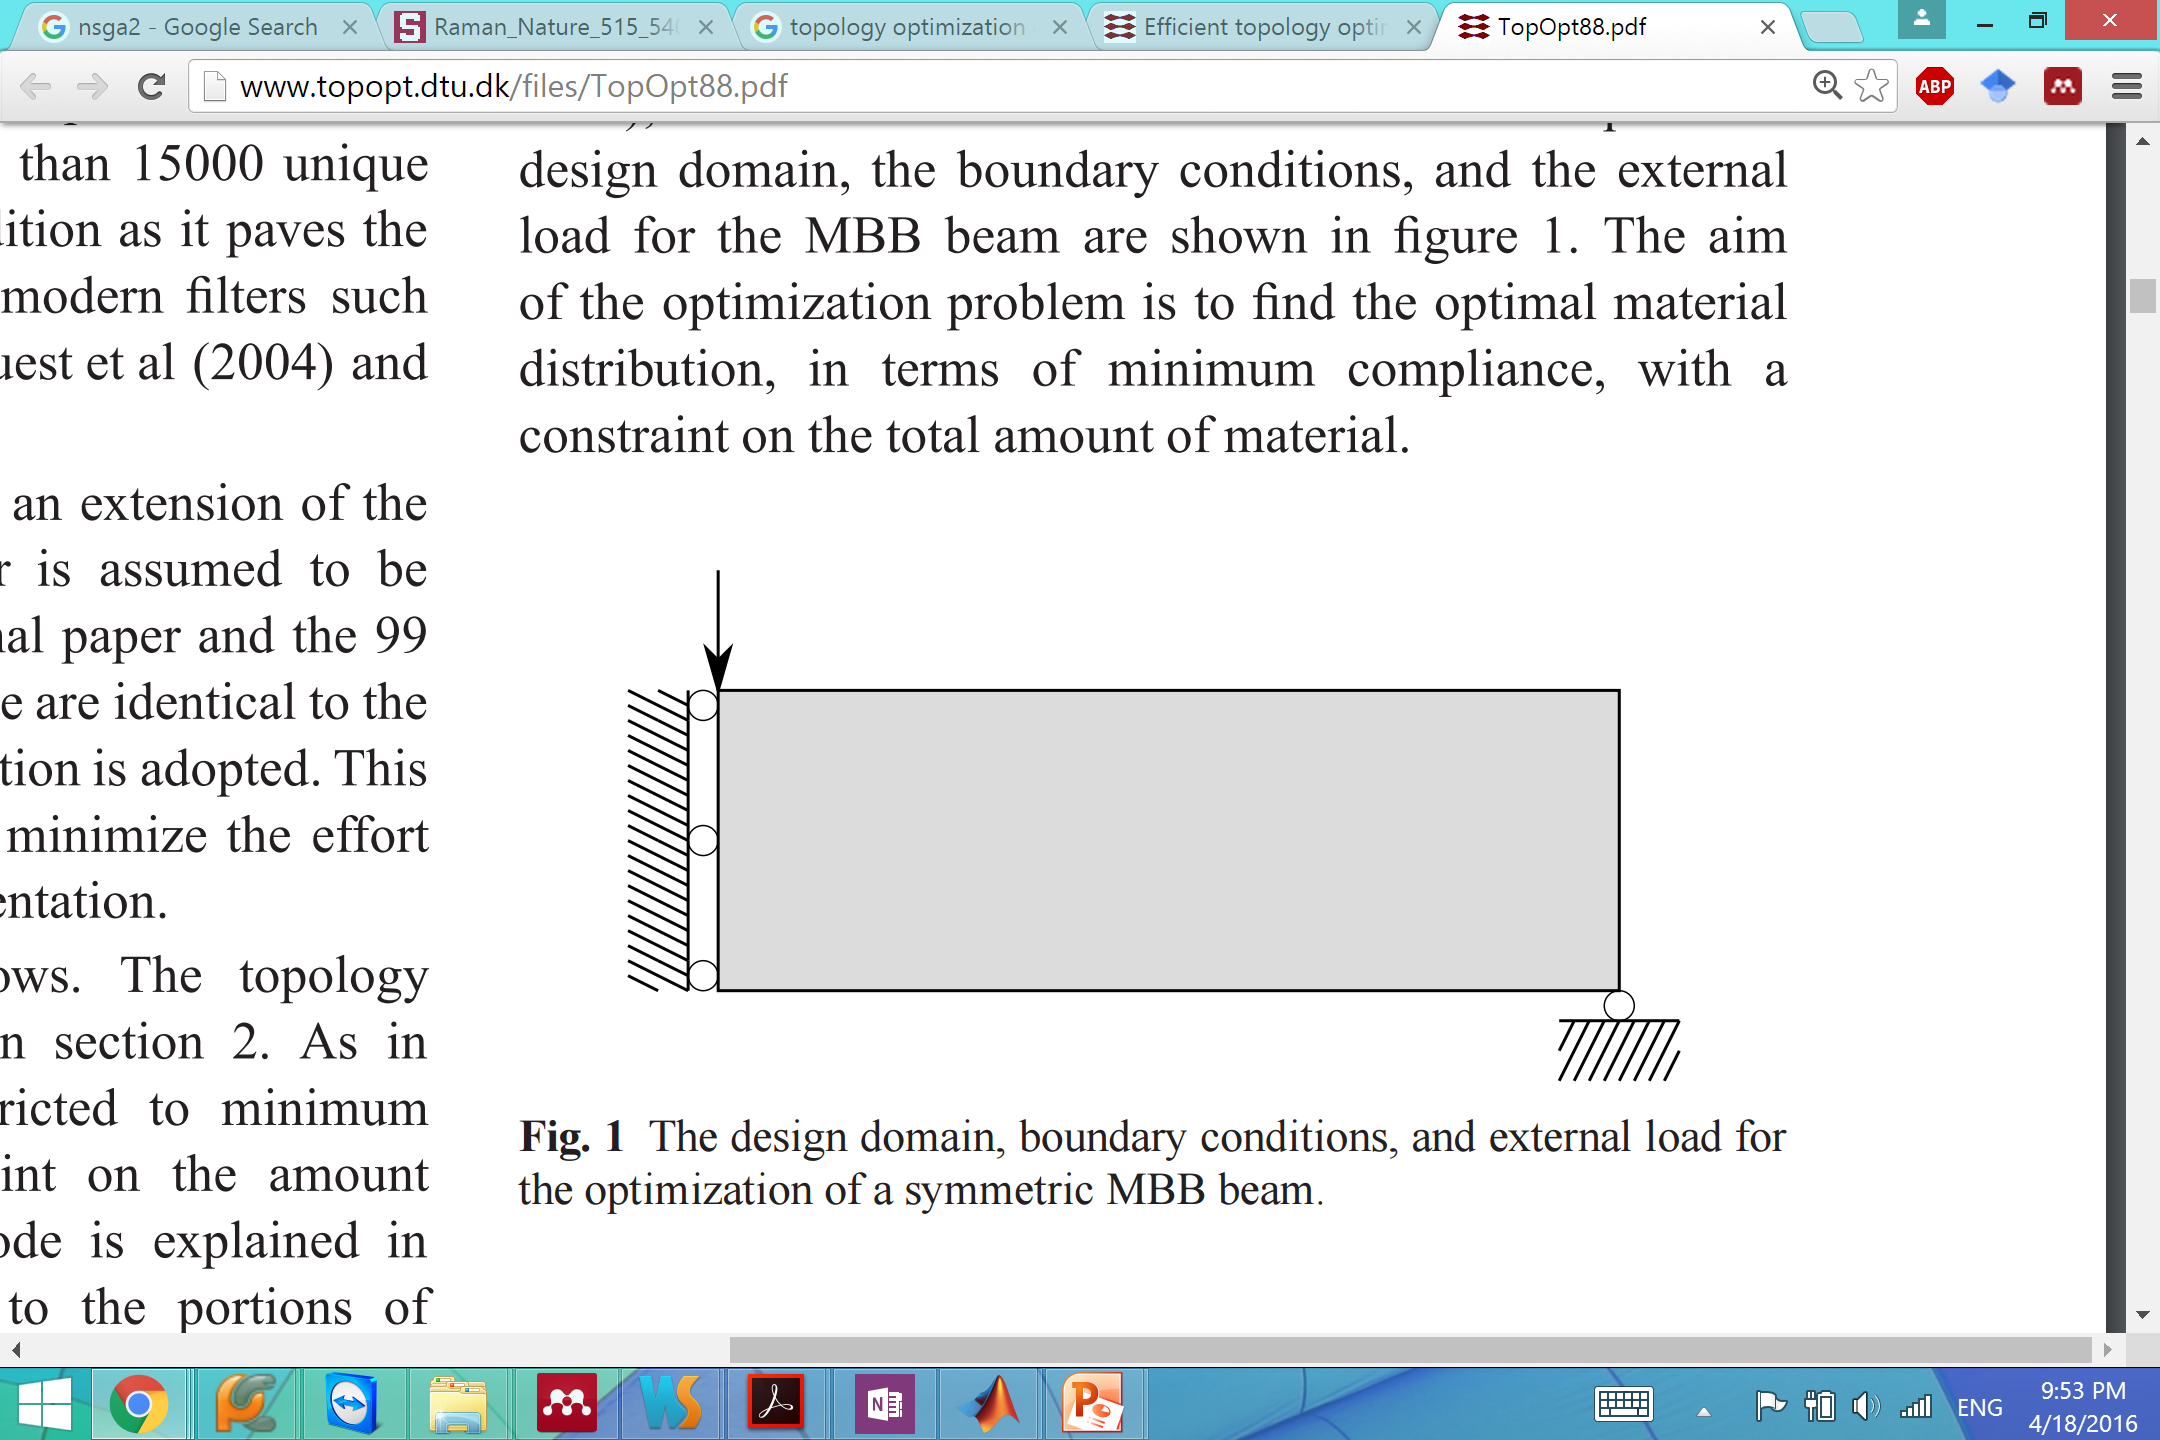 nsga2 - Google Search
Raman_Nature_515_54
topology optimization
Efficient topology opti
TopOpt88.pdf
www.topopt.dtu.dk/files/TopOpt88.pdf
ABP
than 15000 unique
ition as it paves the
modern filters such
uest et al (2004) and
an extension of the
r is assumed to be
al paper and the 99
e are identical to the
tion is adopted. This
minimize the effort
entation.
ows. The topology
n section 2. As in
ricted to minimum
int on the amount
ode is explained in
to the portions of
design domain, the boundary conditions, and the external
load for the MBB beam are shown in figure 1. The aim
of the optimization problem is to find the optimal material
distribution, in terms of minimum compliance, with a
constraint on the total amount of material.
Fig. 1 The design domain, boundary conditions, and external load for
the optimization of a symmetric MBB beam.
ENG
9:53 PM
4/18/2016